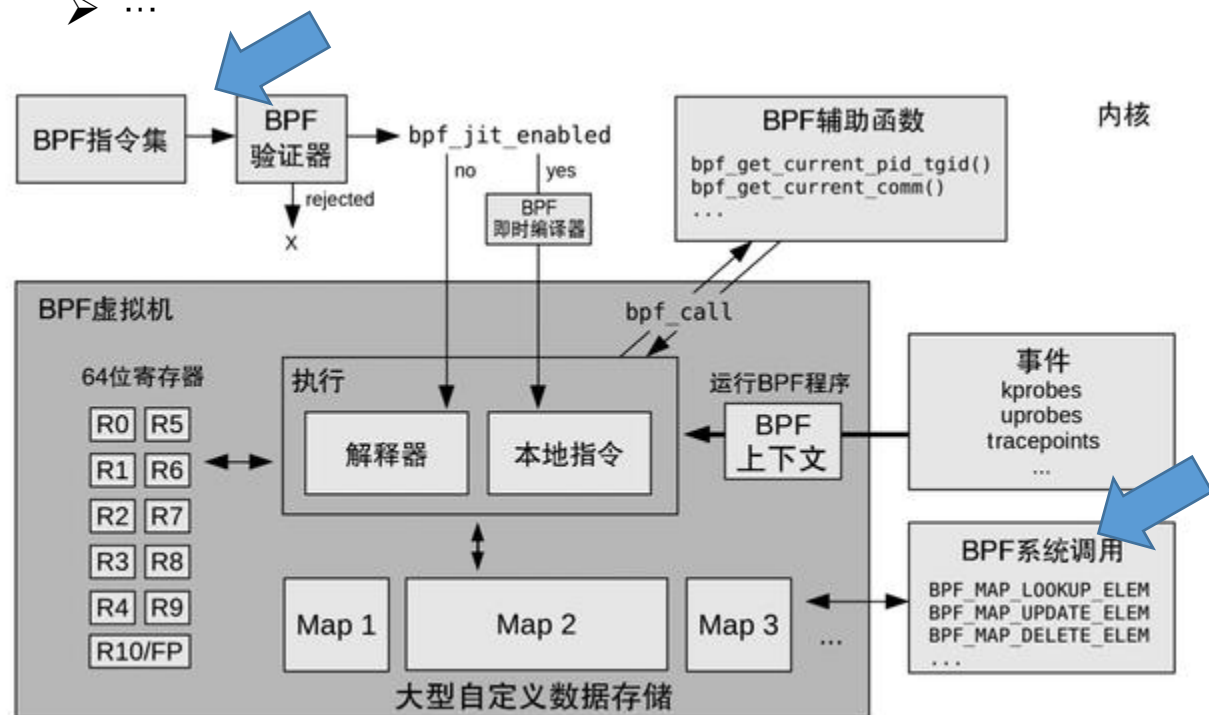 ➤ ...
BPF指令集
BPF
验证器
rejected
X
bpf_jit_enabled
no
yes
BPF
即时编译器
BPF辅助函数
bpf_get_current_pid_tgid()
bpf_get_current_comm()
...
内核
BPF虚拟机
bpf_call
64位寄存器
R0 R5
R1 R6
R2 R7
R3 R8
R4 R9
R10/FP
执行
解释器
本地指令
运行BPF程序
BPF
上下文
事件
kprobes
uprobes
tracepoints
...
BPF系统调用
BPF_MAP_LOOKUP_ELEM
BPF_MAP_UPDATE_ELEM
BPF_MAP_DELETE_ELEM
...
Map 1
Map 2
Map 3
...
大型自定义数据存储